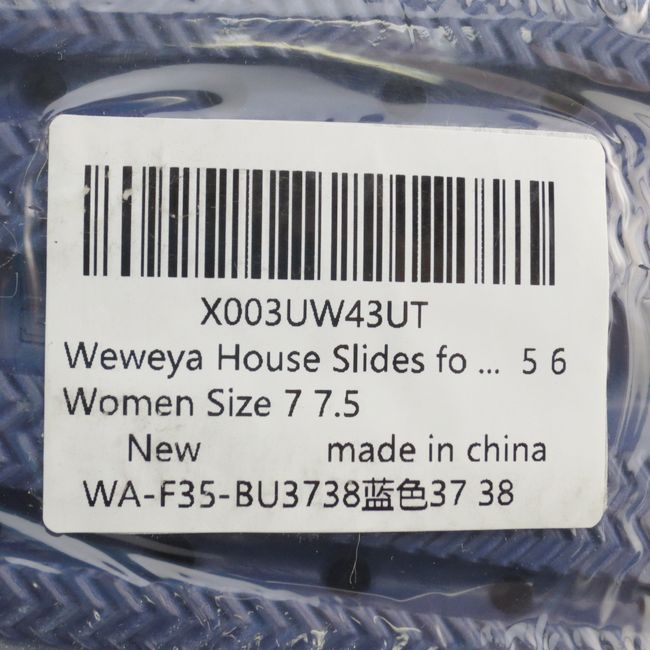 X003UW43UT
Weweya House Slides fo ... 5 6
Women Size 7 7.5
New made in china
WA-F35-BU3738蓝色37 38